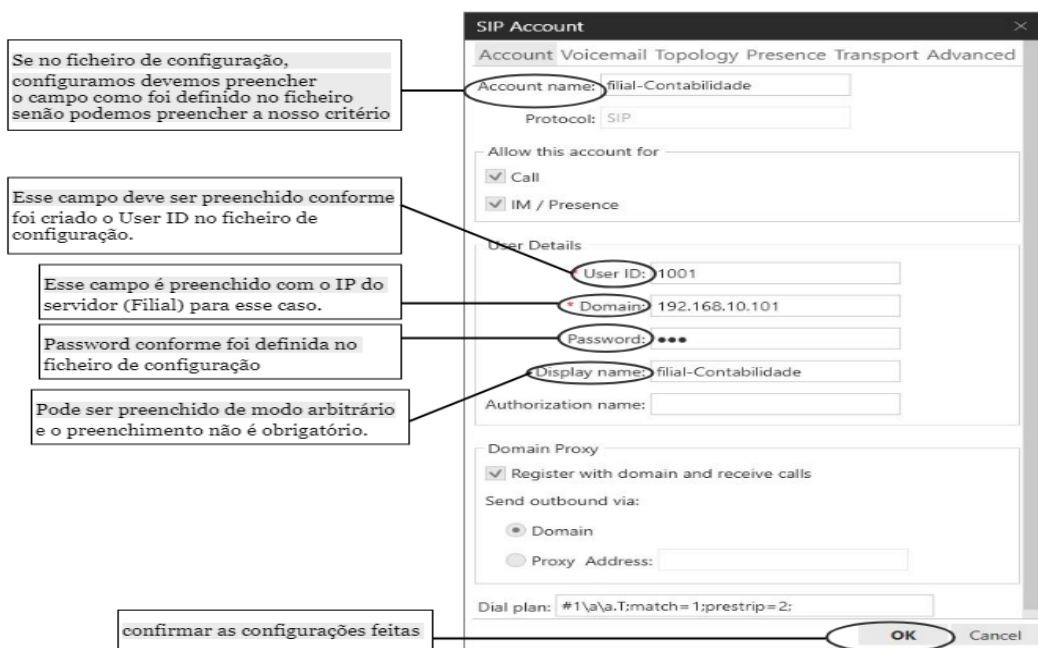 SIP Account
Account Voicemail Topology Presence Transport Advanced
Se no ficheiro de configuração,
configuramos devemos preencher
o campo como foi definido no ficheiro
senão podemos preencher a nosso critério
Account name: filial-Contabilidade
Protocol: SIP
Allow this account for
Call
IM / Presence
Esse campo deve ser preenchido conforme
foi criado o User ID no ficheiro de
configuração.
User Details
* User ID: 1001
Esse campo é preenchido com o IP do
servidor (Filial) para esse caso.
* Domain: 192.168.10.101
Password conforme foi definida no
ficheiro de configuração
Password: ●●●
Display name: filial-Contabilidade
Pode ser preenchido de modo arbitrário
e o preenchimento não é obrigatório.
Authorization name:
Domain Proxy
Register with domain and receive calls
Send outbound via:
Domain
Proxy Address:
Dial plan: #1\a\a.T;match=1;prestrip=2;
confirmar as configurações feitas
OK Cancel